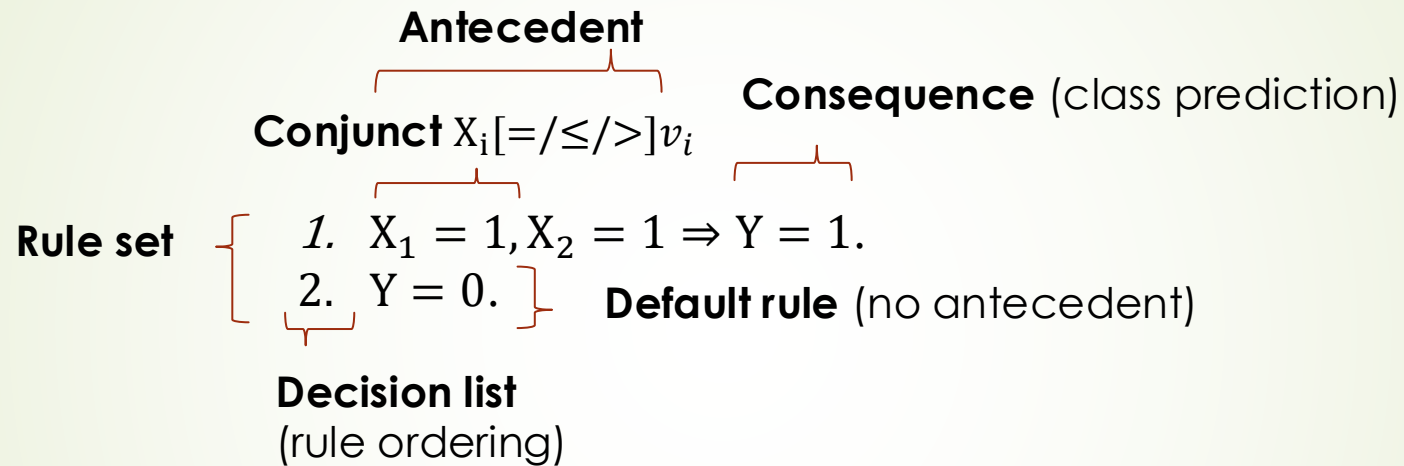 Antecedent
Consequence (class prediction)
Conjunct Xᵢ[=/≤/>]𝑣ᵢ
Rule set
1. X₁ = 1, X₂ = 1 ⇒ Y = 1.
2. Y = 0.
Default rule (no antecedent)
Decision list
(rule ordering)